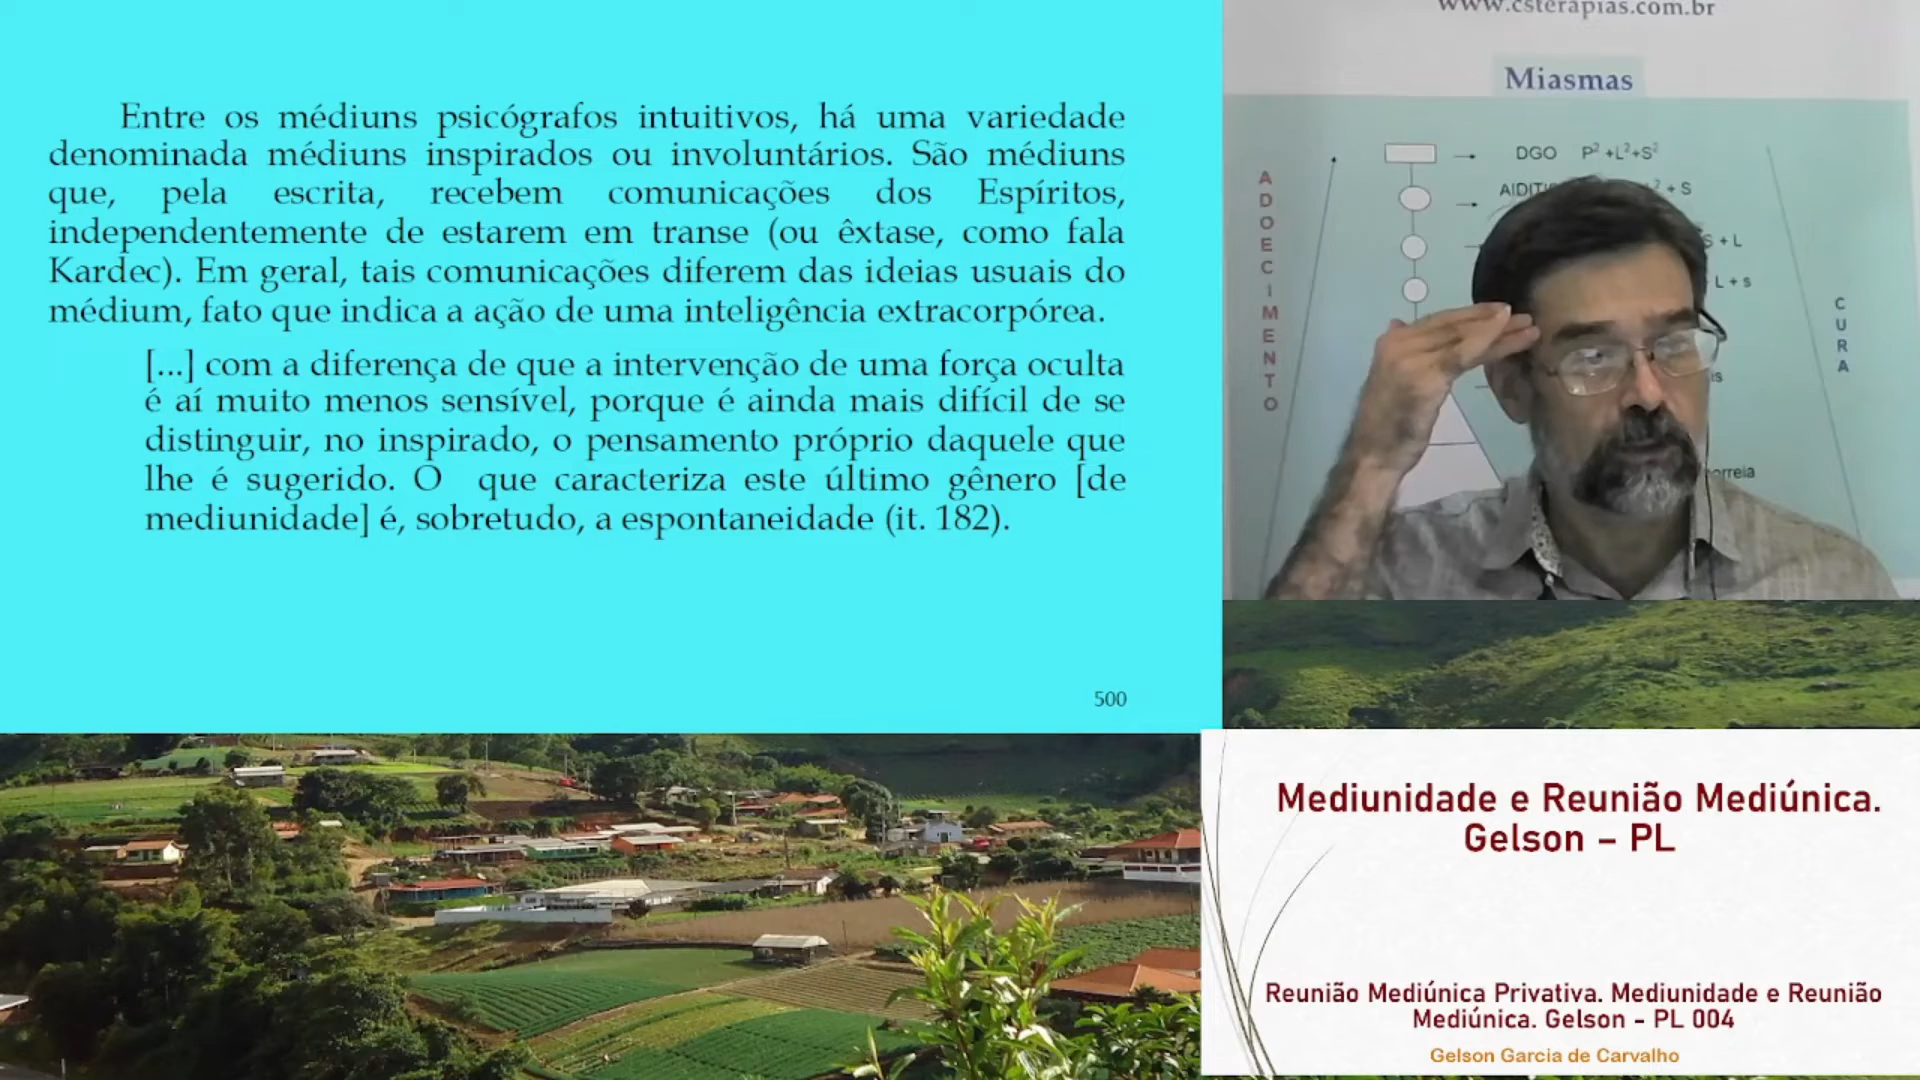 Entre os médiuns psicógrafos intuitivos, há uma variedade
denominada médiuns inspirados ou involuntários. São médiuns
que, pela escrita, recebem comunicações dos Espíritos,
independentemente de estarem em transe (ou êxtase, como fala
Kardec). Em geral, tais comunicações diferem das ideias usuais do
médium, fato que indica a ação de uma inteligência extracorpórea.
[...] com a diferença de que a intervenção de uma força oculta
é aí muito menos sensível, porque é ainda mais difícil de se
distinguir, no inspirado, o pensamento próprio daquele que
lhe é sugerido. O que caracteriza este último gênero [de
mediunidade] é, sobretudo, a espontaneidade (it. 182).
500
www.csterapias.com.br
Miasmas
DGO P² +L²+S²
+ S
S + L
L + s
ADOECIMENTO
CURA
Mediunidade e Reunião Mediúnica.
Gelson – PL
Reunião Mediúnica Privativa. Mediunidade e Reunião
Mediúnica. Gelson - PL 004
Gelson Garcia de Carvalho